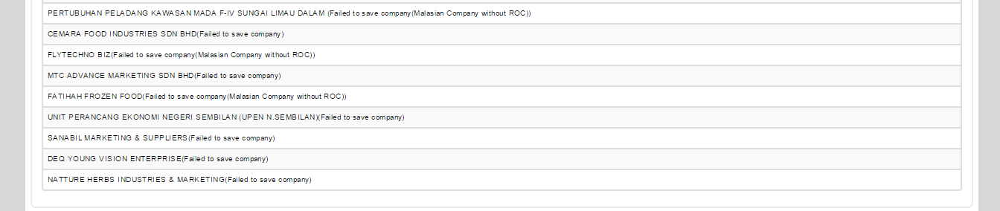 PERTUBUHAN PELADANG KAWASAN MADA F-IV SUNGAI LIMAU DALAM (Failed to save company(Malasian Company without ROC))
CEMARA FOOD INDUSTRIES SDN BHD(Failed to save company)
FLYTECHNO BIZ(Failed to save company(Malasian Company without ROC))
MTC ADVANCE MARKETING SDN BHD(Failed to save company)
FATIHAH FROZEN FOOD(Failed to save company(Malasian Company without ROC))
UNIT PERANCANG EKONOMI NEGERI SEMBILAN (UPEN N.SEMBILAN)(Failed to save company)
SANABIL MARKETING & SUPPLIERS(Failed to save company)
DEQ YOUNG VISION ENTERPRISE(Failed to save company)
NATTURE HERBS INDUSTRIES & MARKETING(Failed to save company)